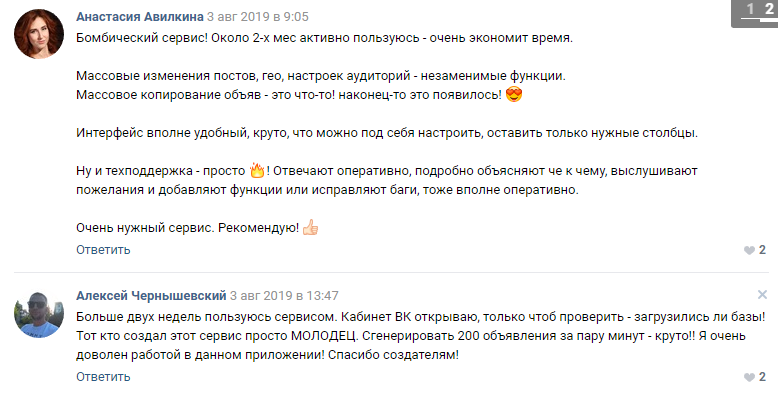 1 2
Анастасия Авилкина 3 авг 2019 в 9:05
Бомбический сервис! Около 2-х мес активно пользуюсь - очень экономит время.
Массовые изменения постов, гео, настроек аудиторий - незаменимые функции.
Массовое копирование объяв - это что-то! наконец-то это появилось! 😍
Интерфейс вполне удобный, круто, что можно под себя настроить, оставить только нужные столбцы.
Ну и техподдержка - просто 🔥! Отвечают оперативно, подробно объясняют че к чему, выслушивают
пожелания и добавляют функции или исправляют баги, тоже вполне оперативно.
Очень нужный сервис. Рекомендую! 👍🏻
Ответить 2
Алексей Чернышевский 3 авг 2019 в 13:47
Больше двух недель пользуюсь сервисом. Кабинет ВК открываю, только чтоб проверить - загрузились ли базы!
Тот кто создал этот сервис просто МОЛОДЕЦ. Сгенерировать 200 объявления за пару минут - круто!! Я очень
доволен работой в данном приложении! Спасибо создателям!
Ответить 2